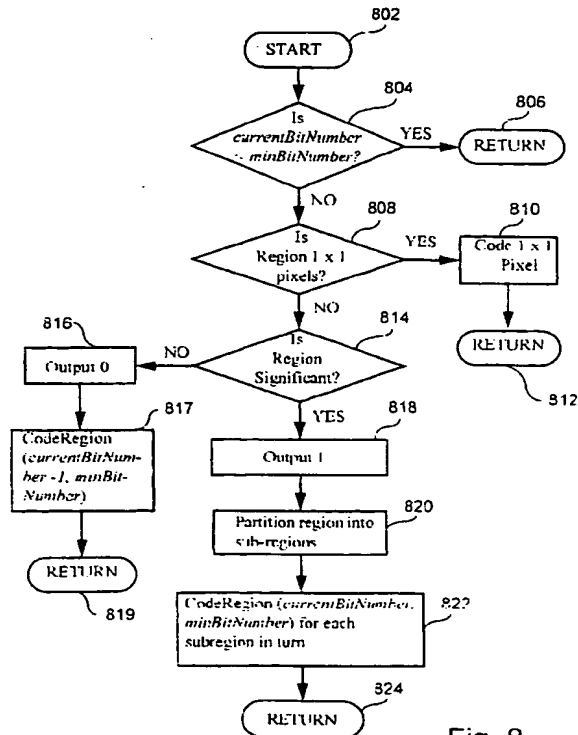 802
START
804
Is
currentBitNumber
minBitNumber?
YES
806
RETURN
NO
808
Is
Region 1 x 1
pixels?
YES
810
Code 1 x 1
Pixel
NO
RETURN
812
814
Is
Region
Significant?
NO
816
Output 0
YES
817
CodeRegion
(currentBitNum-
ber -1, minBit-
Number)
818
Output 1
RETURN
819
820
Partition region into
sub-regions
822
CodeRegion (currentBitNumber,
minBitNumber) for each
subregion in turn
824
RETURN
Fig. 8